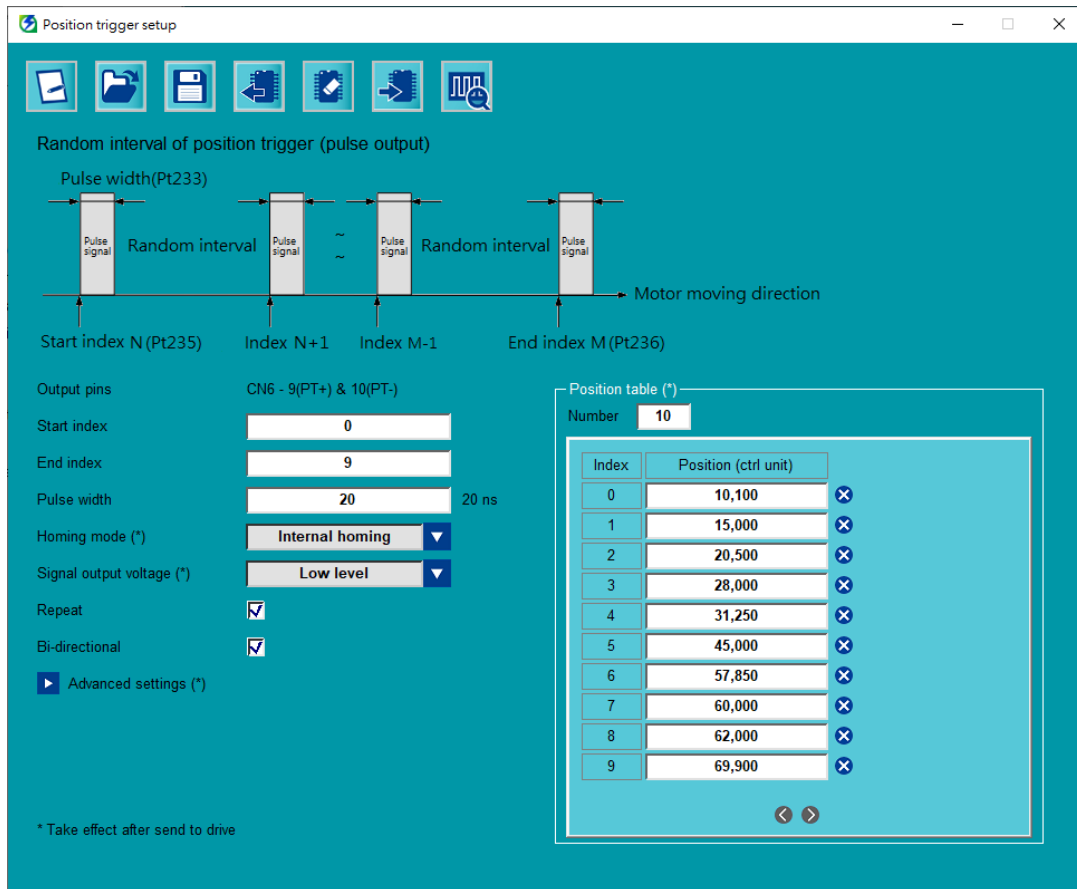 Position trigger setup
Random interval of position trigger (pulse output)
Pulse width(Pt233)
Pulse signal
Random interval
Pulse signal
~
~
Pulse signal
Random interval
Pulse signal
Motor moving direction
Start index N(Pt235)
Index N+1
Index M-1
End index M(Pt236)
Output pins CN6 - 9(PT+) & 10(PT-)
Start index 0
End index 9
Pulse width 20 20 ns
Homing mode (*) Internal homing
Signal output voltage (*) Low level
Repeat
Bi-directional
Advanced settings (*)
* Take effect after send to drive
Position table (*)
Number 10
Index Position (ctrl unit)
0 10,100
1 15,000
2 20,500
3 28,000
4 31,250
5 45,000
6 57,850
7 60,000
8 62,000
9 69,900